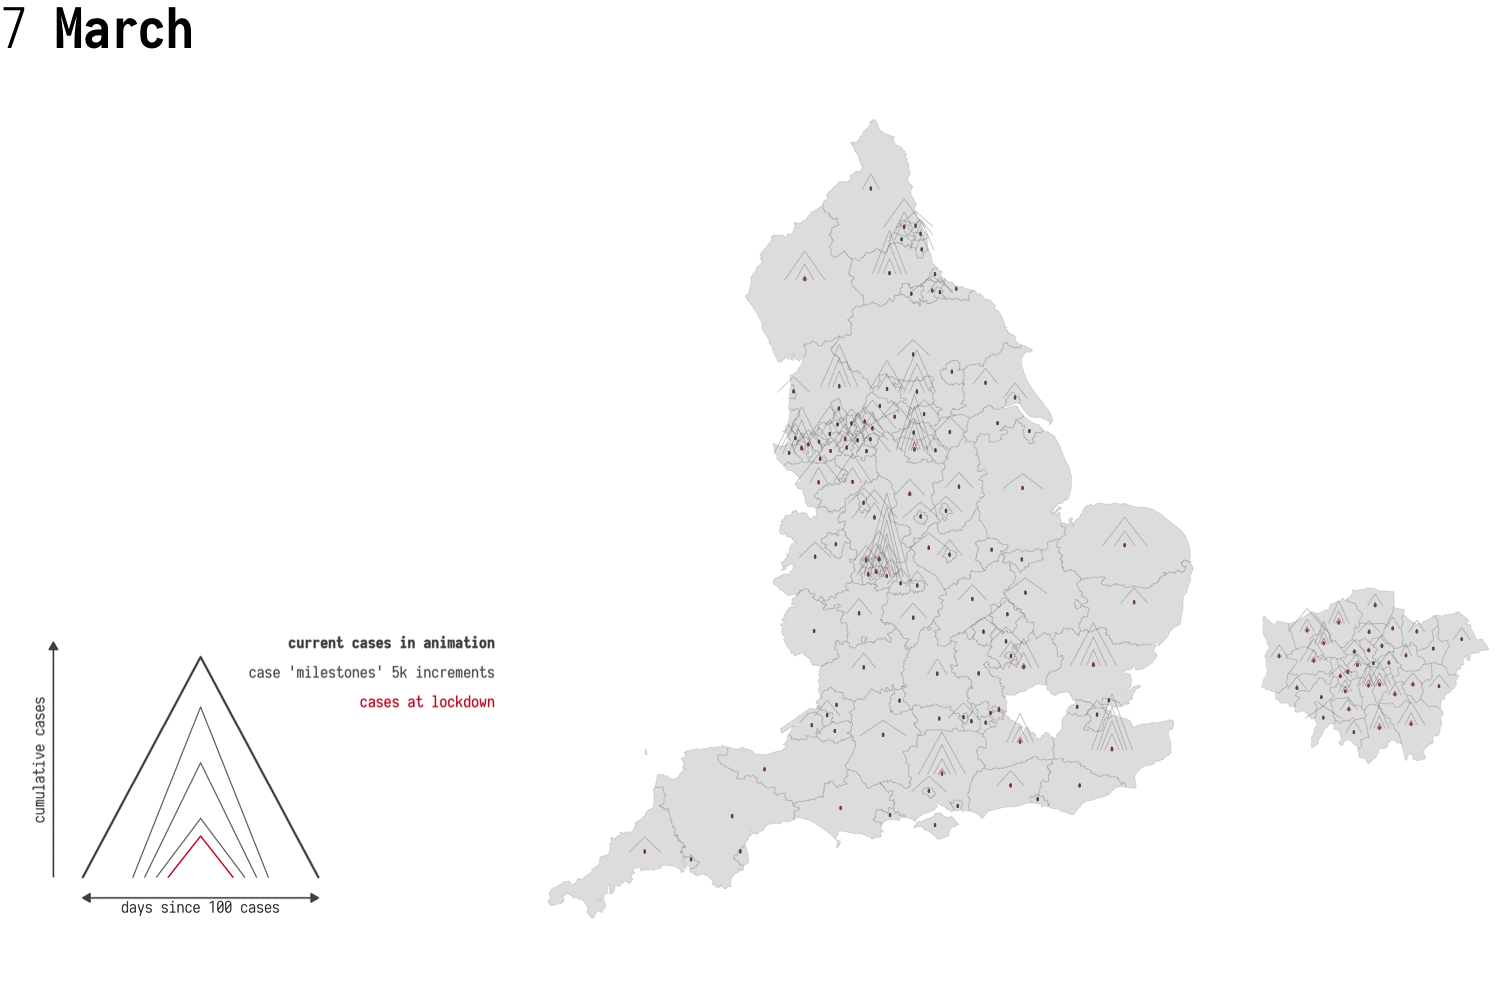 7 March
current cases in animation
case 'milestones' 5k increments
cases at lockdown
cumulative cases
days since 100 cases